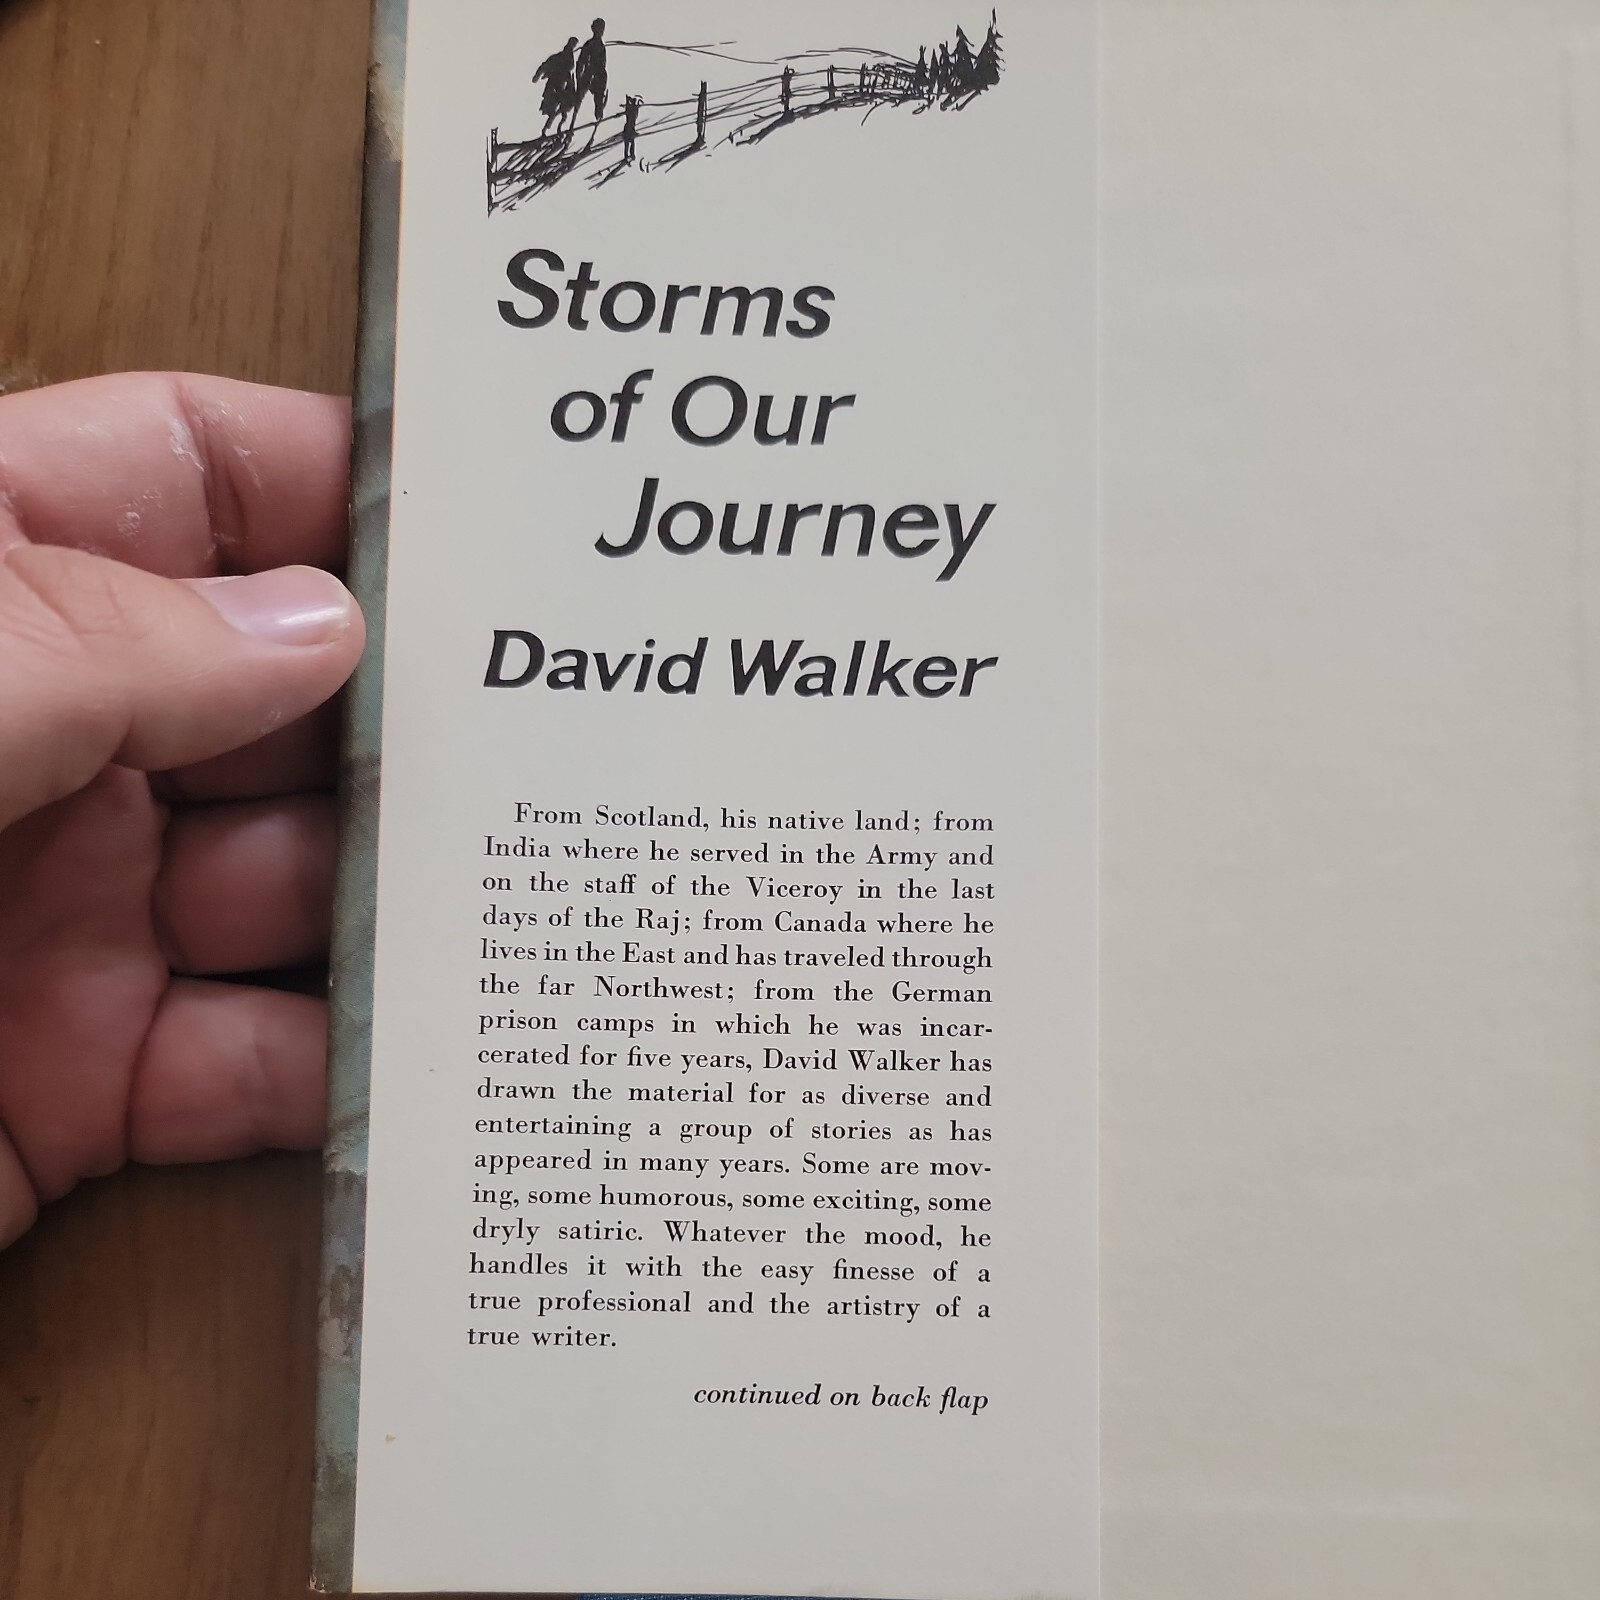 Storms
of Our
Journey
David Walker
From Scotland, his native land; from
India where he served in the Army and
on the staff of the Viceroy in the last
days of the Raj; from Canada where he
lives in the East and has traveled through
the far Northwest; from the German
prison camps in which he was incar-
cerated for five years, David Walker has
drawn the material for as diverse and
entertaining a group of stories as has
appeared in many years. Some are mov-
ing, some humorous, some exciting, some
dryly satiric. Whatever the mood, he
handles it with the easy finesse of a
true professional and the artistry of a
true writer.
continued on back flap